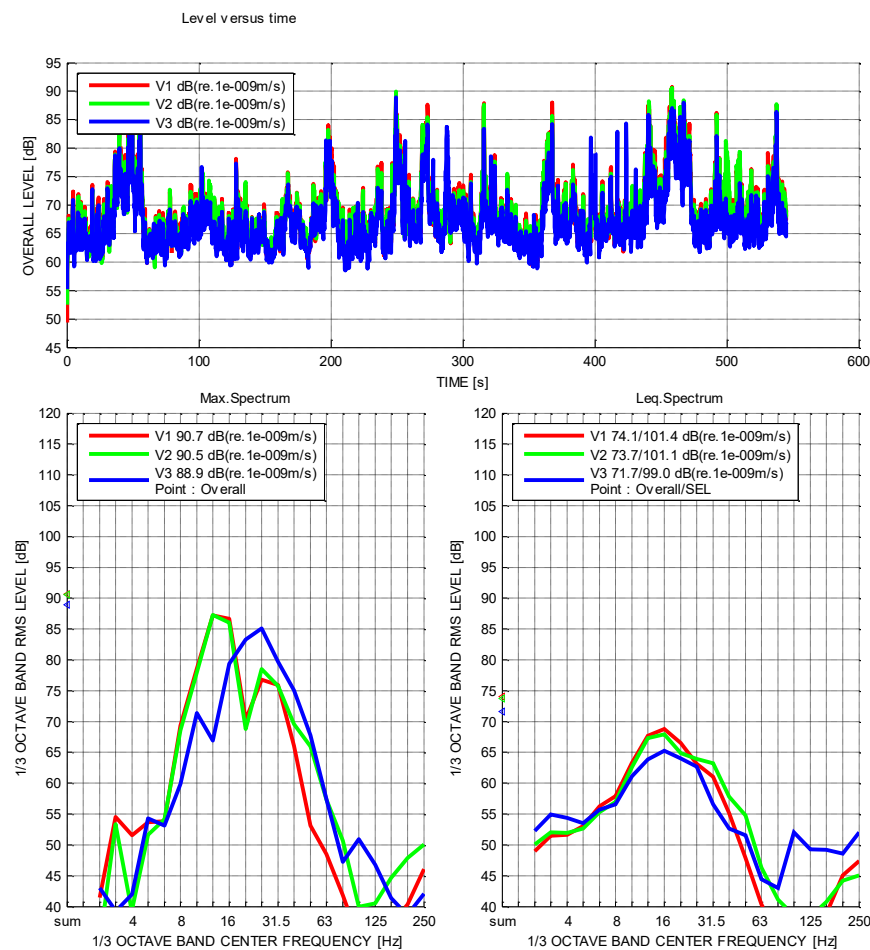 Level versus time
95
90
85
80
75
70
65
60
55
50
45
OVERALL LEVEL [dB]
V1 dB(re.1e-009m/s)
V2 dB(re.1e-009m/s)
V3 dB(re.1e-009m/s)
0 100 200 300 400 500 600
TIME [s]
Max.Spectrum
120
115
110
105
100
95
90
85
80
75
70
65
60
55
50
45
40
1/3 OCTAVE BAND RMS LEVEL [dB]
V1 90.7 dB(re.1e-009m/s)
V2 90.5 dB(re.1e-009m/s)
V3 88.9 dB(re.1e-009m/s)
Point : Overall
sum 4 8 16 31.5 63 125 250
1/3 OCTAVE BAND CENTER FREQUENCY [Hz]
Leq.Spectrum
120
115
110
105
100
95
90
85
80
75
70
65
60
55
50
45
40
1/3 OCTAVE BAND RMS LEVEL [dB]
V1 74.1/101.4 dB(re.1e-009m/s)
V2 73.7/101.1 dB(re.1e-009m/s)
V3 71.7/99.0 dB(re.1e-009m/s)
Point : Overall/SEL
sum 4 8 16 31.5 63 125 250
1/3 OCTAVE BAND CENTER FREQUENCY [Hz]